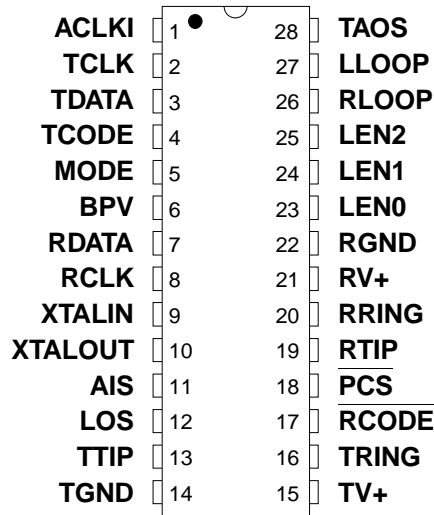 ACLKI 1 28 TAOS
TCLK 2 27 LLOOP
TDATA 3 26 RLOOP
TCODE 4 25 LEN2
MODE 5 24 LEN1
BPV 6 23 LEN0
RDATA 7 22 RGND
RCLK 8 21 RV+
XTALIN 9 20 RRING
XTALOUT 10 19 RTIP
AIS 11 18 P̅C̅S̅
LOS 12 17 R̅C̅O̅D̅E̅
TTIP 13 16 TRING
TGND 14 15 TV+